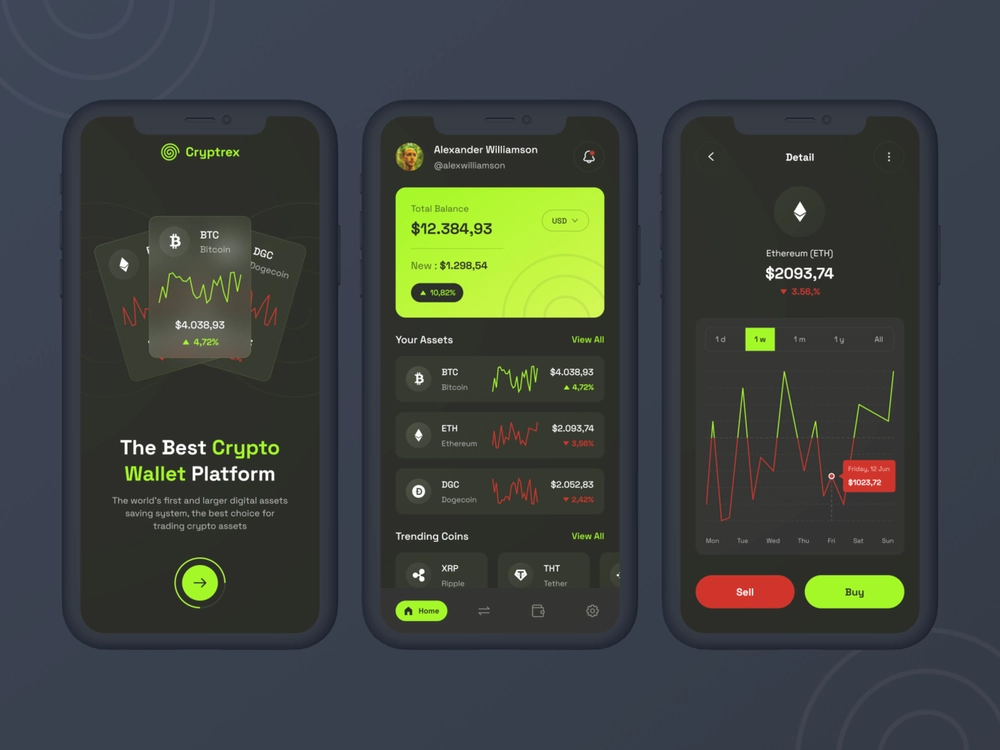 Cryptrex
BTC
Bitcoin
DGC
Dogecoin
$4.038,93
4,72%
The Best Crypto
Wallet Platform
The world's first and larger digital assets
saving system, the best choice for
trading crypto assets
Alexander Williamson
@alexwilliamson
Total Balance
USD
$12.384,93
New : $1.298,54
10,82%
Your Assets
View All
BTC
$4.038,93
Bitcoin
4,72%
ETH
$2.093,74
Ethereum
3,56%
DGC
$2.052,83
Dogecoin
2,42%
Trending Coins
View All
XRP
Ripple
THT
Tether
Home
Detail
Ethereum (ETH)
$2093,74
3.56,%
1 d
1 w
1 m
1 y
All
Friday, 12 Jun
$1023,72
Mon
Tue
Wed
Thu
Fri
Sat
Sun
Sell
Buy